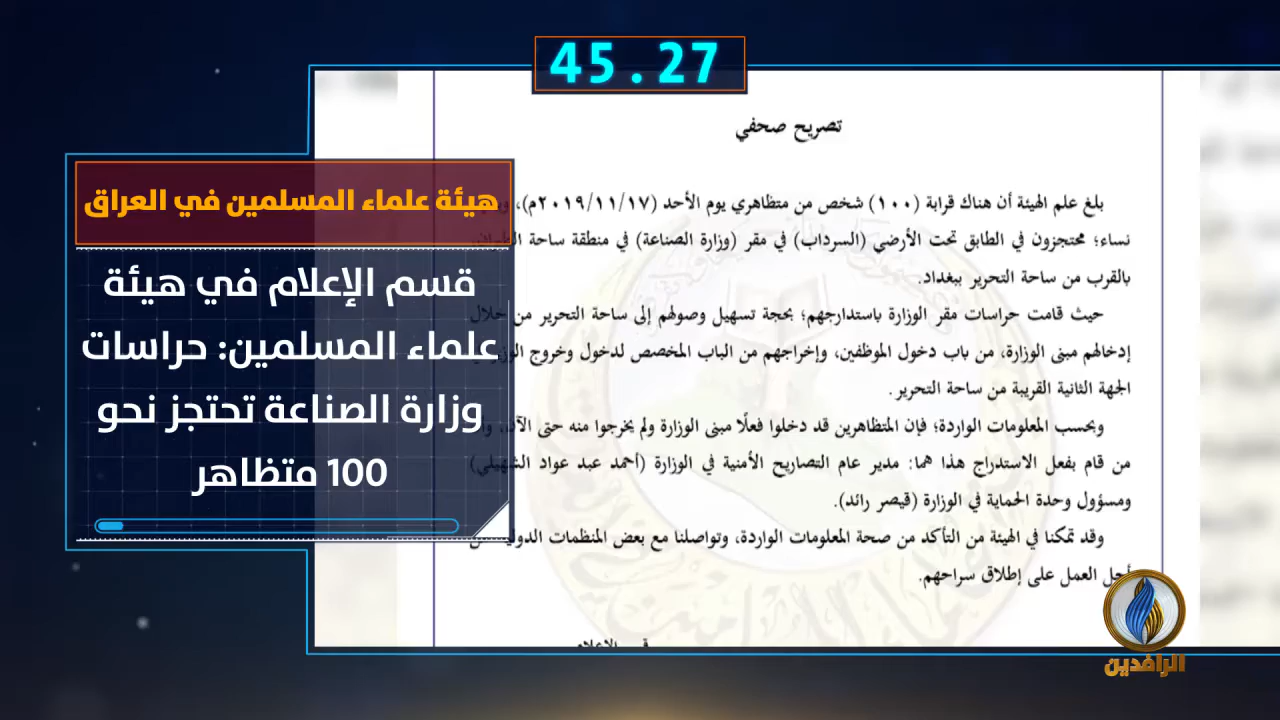 45.27
هيئة علماء المسلمين في العراق
قسم الإعلام في هيئة
علماء المسلمين: حراسات
وزارة الصناعة تحتجز نحو
100 متظاهر
تصريح صحفي
بلغ علم الهيئة أن هناك قرابة (١٠٠) شخص من متظاهري يوم الأحد (٢٠١٩/١١/١٧م)،
نساء؛ محتجزون في الطابق تحت الأرضي (السرداب) في مقر (وزارة الصناعة) في منطقة ساحة
بالقرب من ساحة التحرير ببغداد.
حيث قامت حراسات مقر الوزارة باستدارجهم؛ بحجة تسهيل وصولهم إلى ساحة التحرير من خلال
إدخالهم مبنى الوزارة، من باب دخول الموظفين، وإخراجهم من الباب المخصص لدخول وخروج
الجهة الثانية القريبة من ساحة التحرير.
وبحسب المعلومات الواردة؛ فإن المتظاهرين قد دخلوا فعلًا مبنى الوزارة ولم يخرجوا منه حتى الآن،
من قام بفعل الاستدراج هذا هما: مدير عام التصاريح الأمنية في الوزارة (أحمد عبد عواد الشهيلي)
ومسؤول وحدة الحماية في الوزارة (قيصر رائد).
وقد تمكنا في الهيئة من التأكد من صحة المعلومات الواردة، وتواصلنا مع بعض المنظمات
أجل العمل على إطلاق سراحهم.
الرافدين